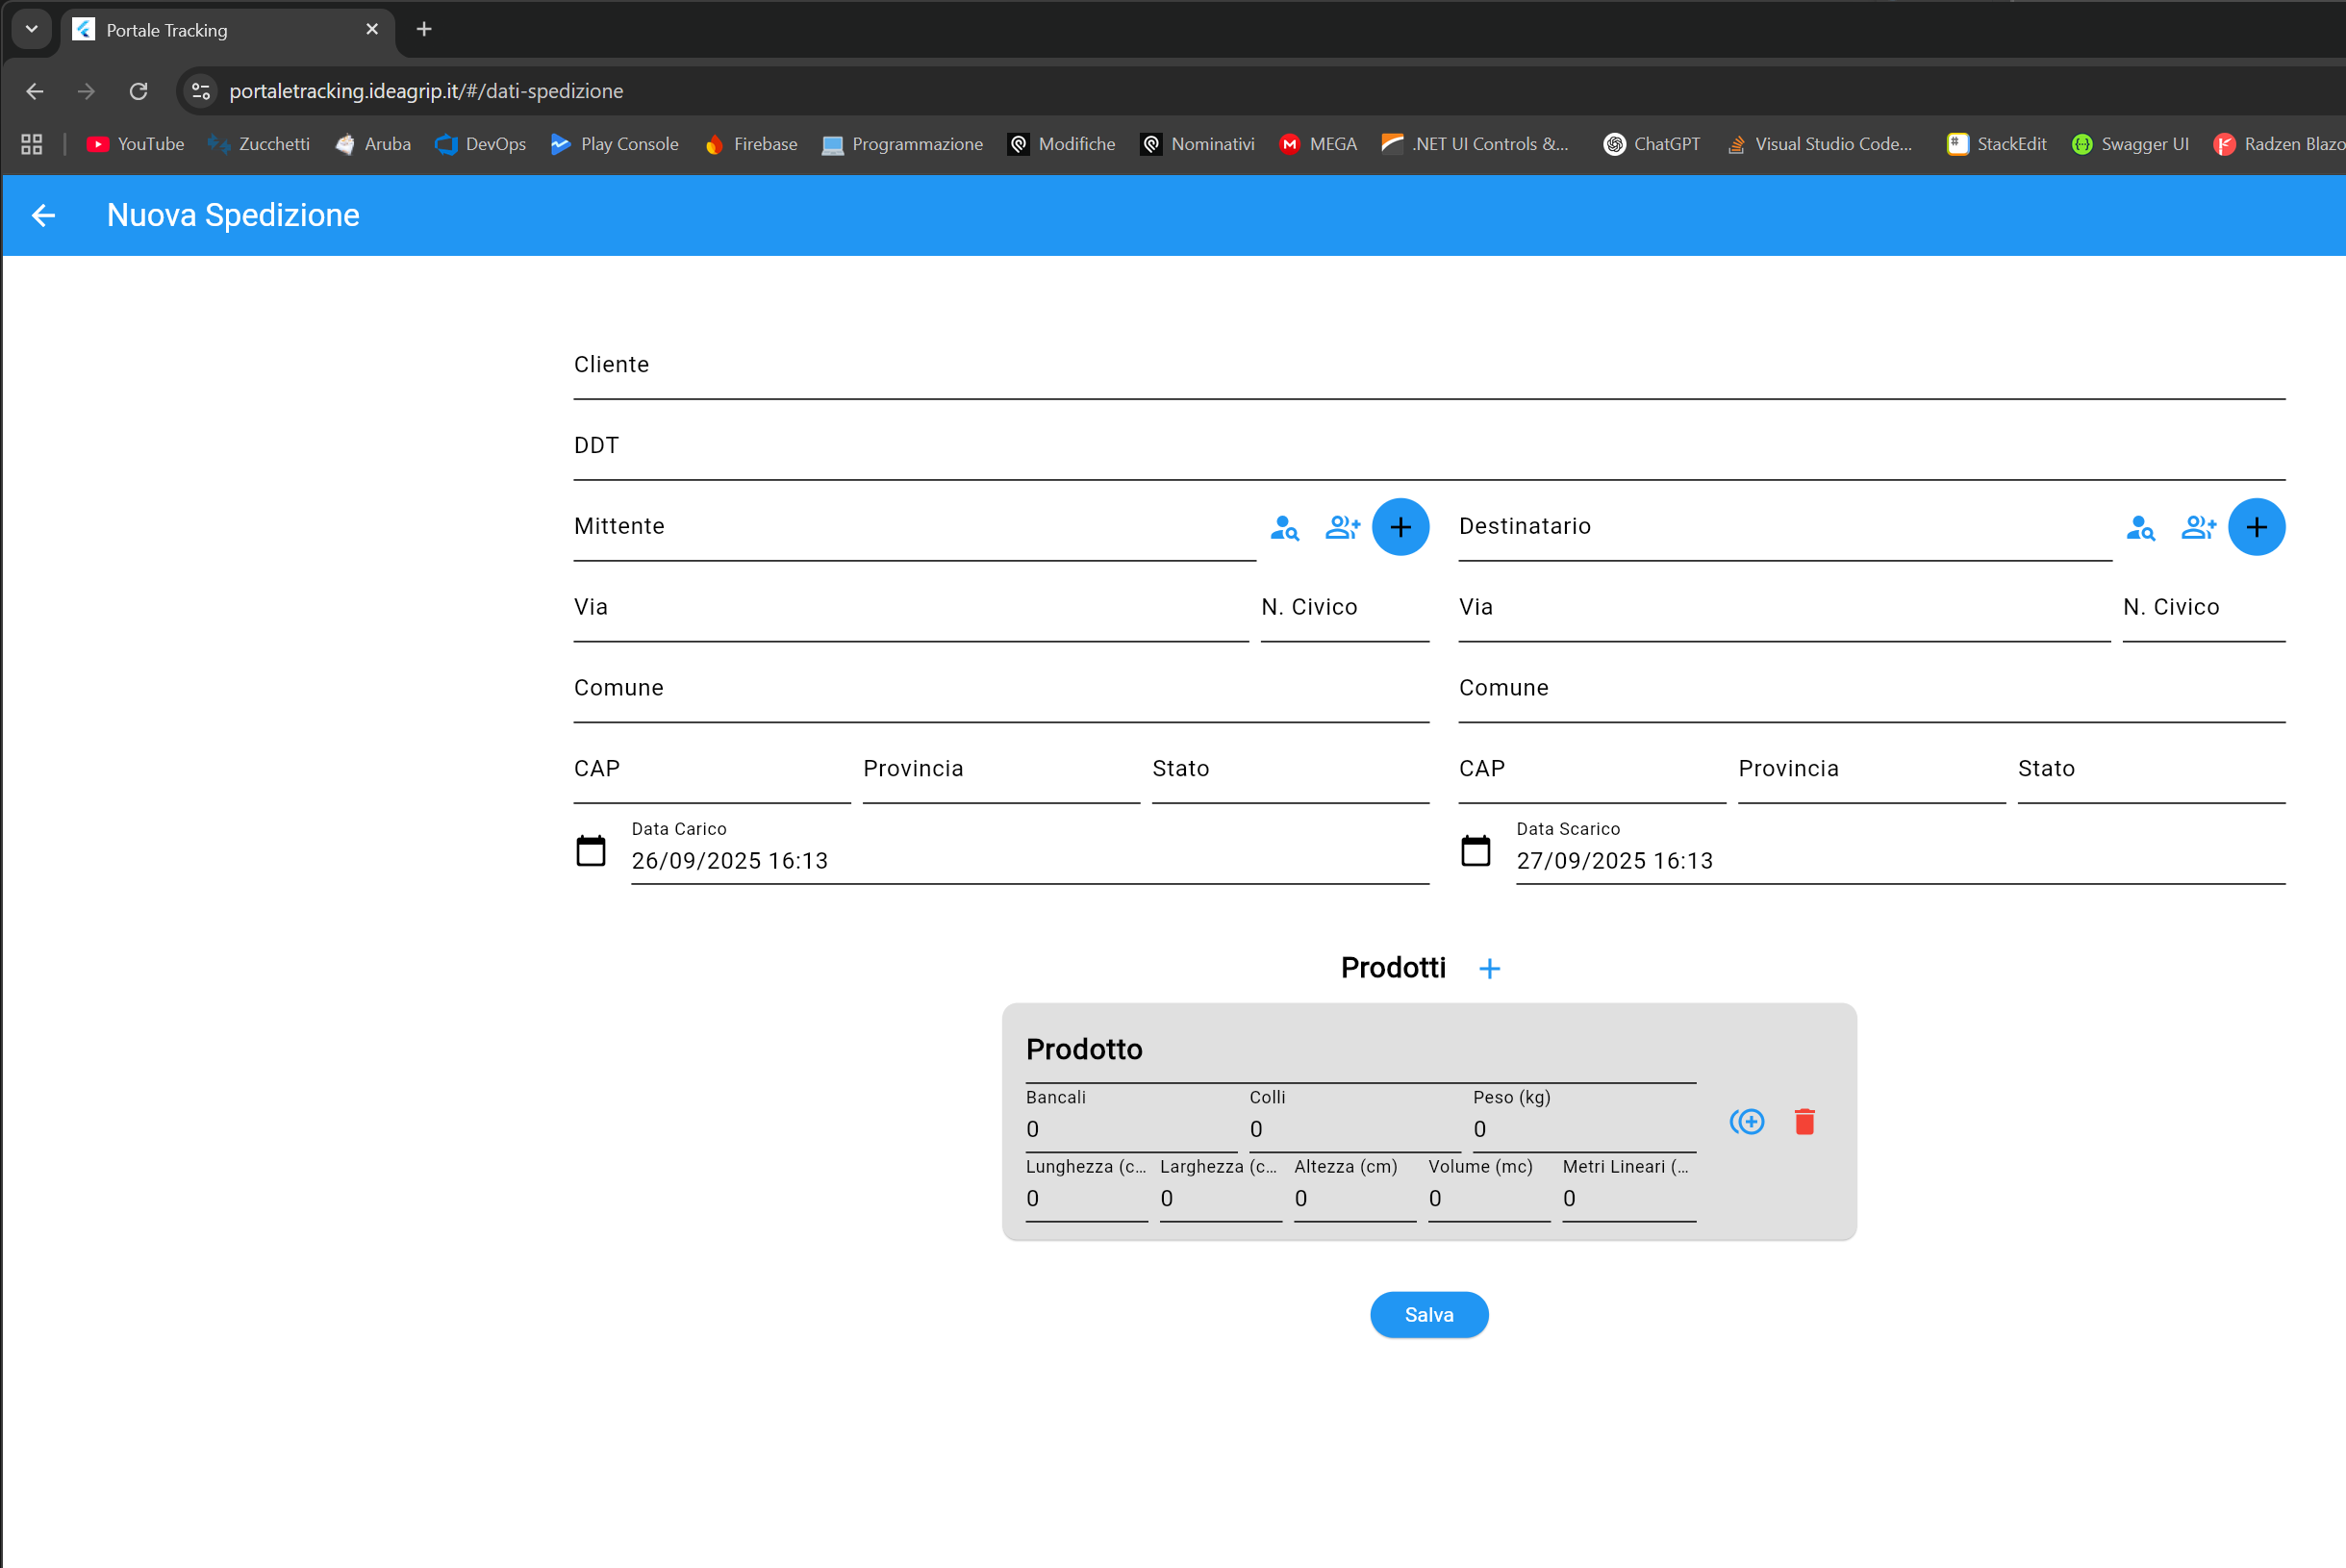 Portale Tracking
portaletracking.ideagrip.it/#/dati-spedizione
YouTube Zucchetti Aruba DevOps Play Console Firebase Programmazione Modifiche Nominativi MEGA .NET UI Controls &... ChatGPT Visual Studio Code... StackEdit Swagger UI Radzen Blazo
Nuova Spedizione
Cliente
DDT
Mittente Destinatario
Via N. Civico Via N. Civico
Comune Comune
CAP Provincia Stato CAP Provincia Stato
Data Carico Data Scarico
26/09/2025 16:13 27/09/2025 16:13
Prodotti
Prodotto
Bancali Colli Peso (kg)
0 0 0
Lunghezza (c... Larghezza (c... Altezza (cm) Volume (mc) Metri Lineari (...
0 0 0 0 0
Salva